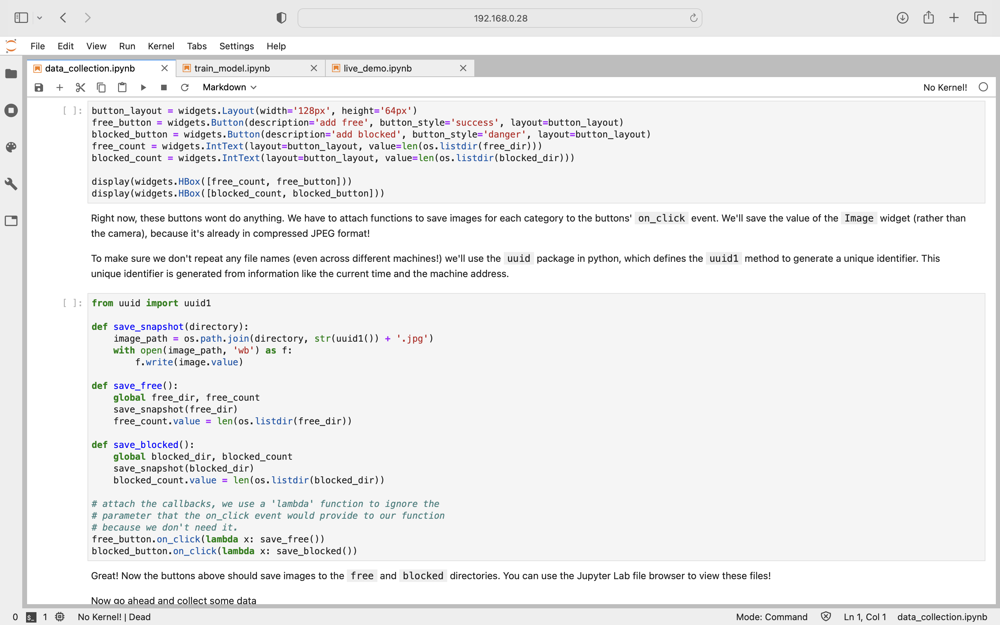 192.168.0.28
File Edit View Run Kernel Tabs Settings Help
data_collection.ipynb train_model.ipynb live_demo.ipynb
Markdown No Kernel!
[ ]: button_layout = widgets.Layout(width='128px', height='64px')
free_button = widgets.Button(description='add free', button_style='success', layout=button_layout)
blocked_button = widgets.Button(description='add blocked', button_style='danger', layout=button_layout)
free_count = widgets.IntText(layout=button_layout, value=len(os.listdir(free_dir)))
blocked_count = widgets.IntText(layout=button_layout, value=len(os.listdir(blocked_dir)))
display(widgets.HBox([free_count, free_button]))
display(widgets.HBox([blocked_count, blocked_button]))
Right now, these buttons wont do anything. We have to attach functions to save images for each category to the buttons' on_click event. We'll save the value of the Image widget (rather than
the camera), because it's already in compressed JPEG format!
To make sure we don't repeat any file names (even across different machines!) we'll use the uuid package in python, which defines the uuid1 method to generate a unique identifier. This
unique identifier is generated from information like the current time and the machine address.
[ ]: from uuid import uuid1
def save_snapshot(directory):
    image_path = os.path.join(directory, str(uuid1()) + '.jpg')
    with open(image_path, 'wb') as f:
        f.write(image.value)
def save_free():
    global free_dir, free_count
    save_snapshot(free_dir)
    free_count.value = len(os.listdir(free_dir))
def save_blocked():
    global blocked_dir, blocked_count
    save_snapshot(blocked_dir)
    blocked_count.value = len(os.listdir(blocked_dir))
# attach the callbacks, we use a 'lambda' function to ignore the
# parameter that the on_click event would provide to our function
# because we don't need it.
free_button.on_click(lambda x: save_free())
blocked_button.on_click(lambda x: save_blocked())
Great! Now the buttons above should save images to the free and blocked directories. You can use the Jupyter Lab file browser to view these files!
Now go ahead and collect some data
0 $_ 1 No Kernel! | Dead Mode: Command Ln 1, Col 1 data_collection.ipynb